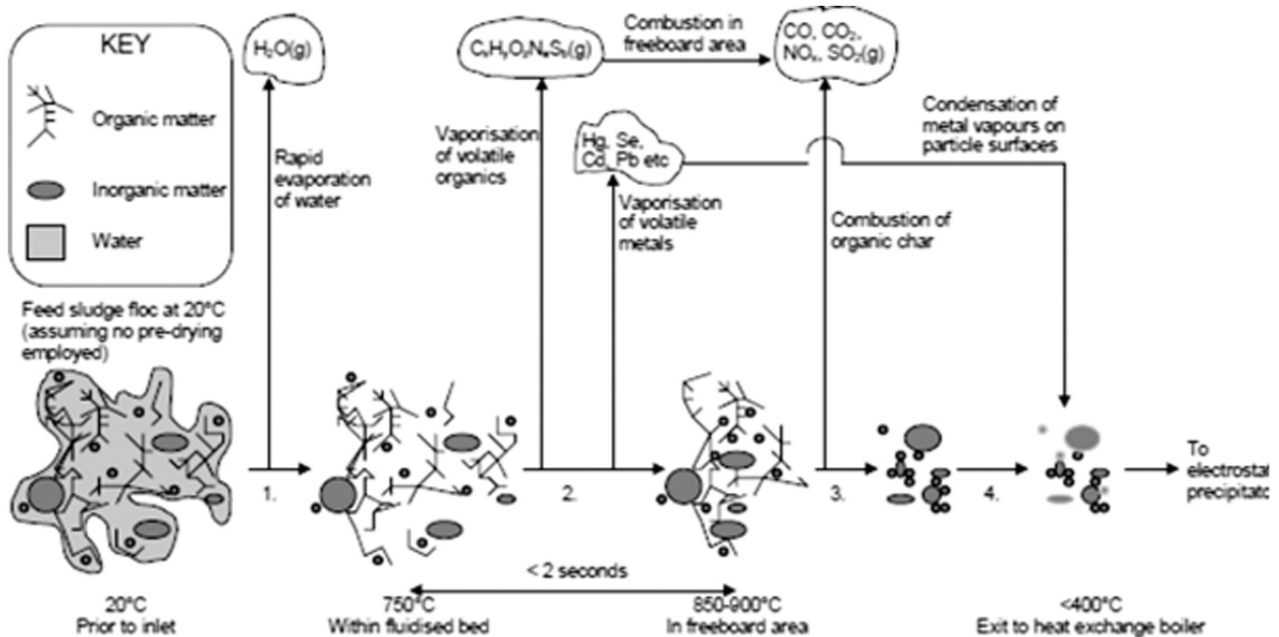 KEY
Organic matter
Inorganic matter
Water
Feed sludge floc at 20°C
(assuming no pre-drying
employed)
H₂O(g)
Rapid
evaporation
of water
CₓHᵧO₂NₐSᵦ(g)
Vaporisation
of volatile
organics
Combustion in
freeboard area
CO, CO₂,
NOₓ, SO₂(g)
Hg, Se,
Cd, Pb etc
Vaporisation
of volatile
metals
Combustion of
organic char
Condensation of
metal vapours on
particle surfaces
1.
2.
3.
4.
To
electrostat
precipitato
< 2 seconds
20°C
Prior to inlet
750°C
Within fluidised bed
850-900°C
In freeboard area
<400°C
Exit to heat exchange boiler